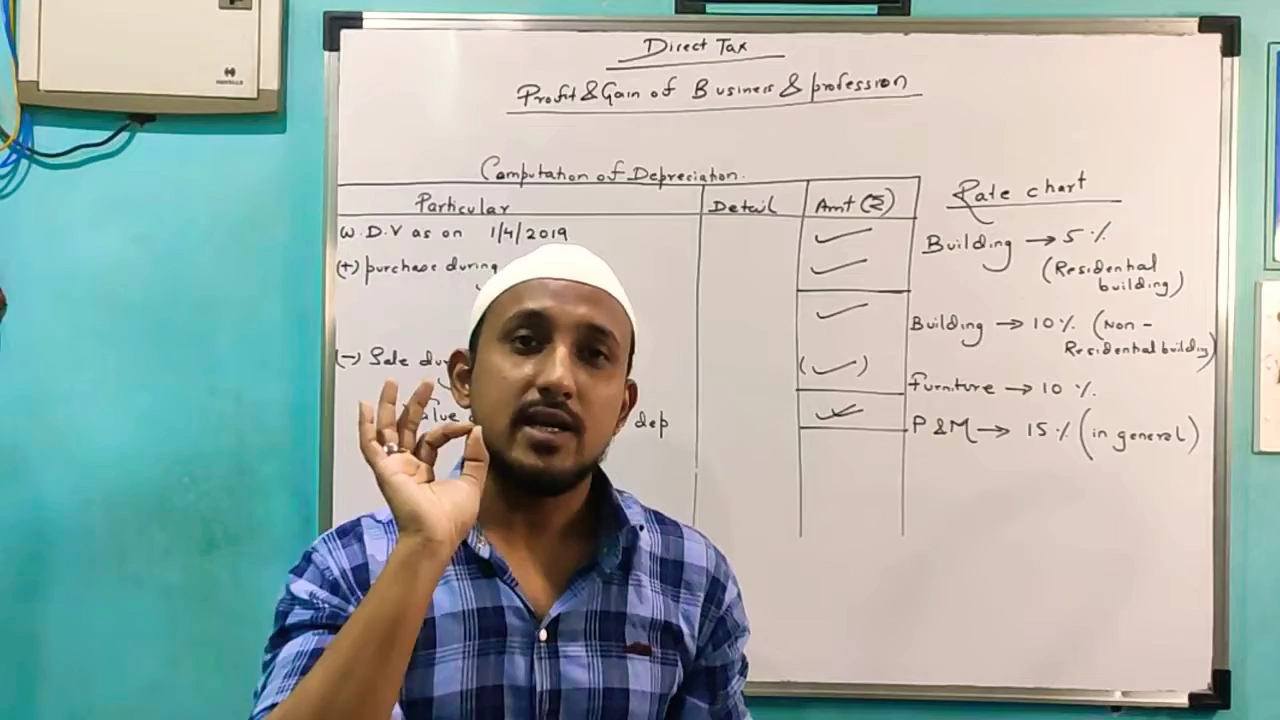 Direct Tax
Profit & Gain of Business & profession
Computation of Depreciation.
Particular Detail Amt (₹)
W.D.V as on 1/4/2019
(+) purchase during
(-) Sale
dep
Rate chart
Building → 5 %
(Residential
building)
Building → 10 % (Non -
Residential building)
furniture → 10 %.
P & M → 15 % (in general)